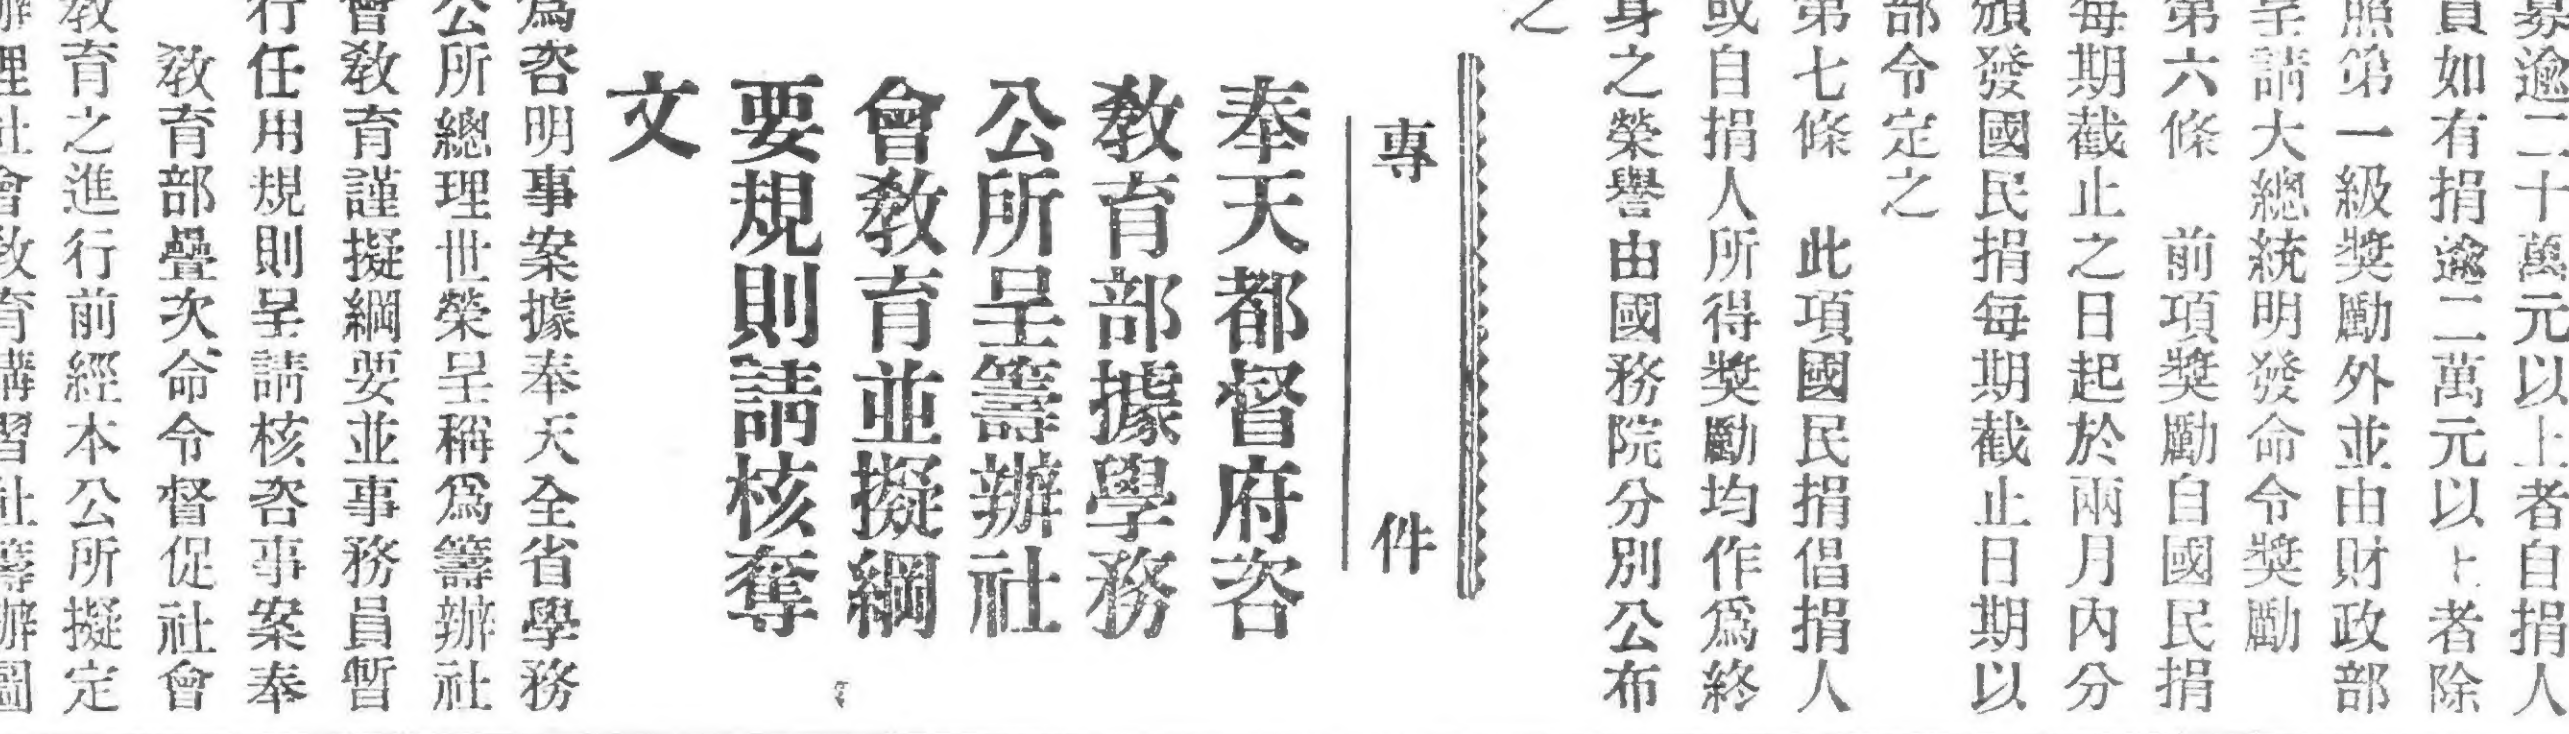 募逾二十萬元以上者自捐人
員如有捐逾二萬元以上者除
照第一級奬勵外並由財政部
呈請大總統明發命令奬勵
第六條　前項奬勵自國民捐
每期截止之日起於兩月內分
頒發國民捐每期截止日期以
部令定之
第七條　此項國民捐倡捐人
或自捐人所得奬勵均作爲終
身之榮譽由國務院分別公布
之
專　件
奉天都督府咨
敎育部據學務
公所呈籌辦社
會敎育並擬綱
要規則請核奪
文
爲咨明事案據奉天全省學務
公所總理世榮呈稱爲籌辦社
會敎育謹擬綱要並事務員暫
行任用規則呈請核咨事案奉
敎育部疊次命令督促社會
敎育之進行前經本公所擬定
辦理社會敎育講習社籌辦圖